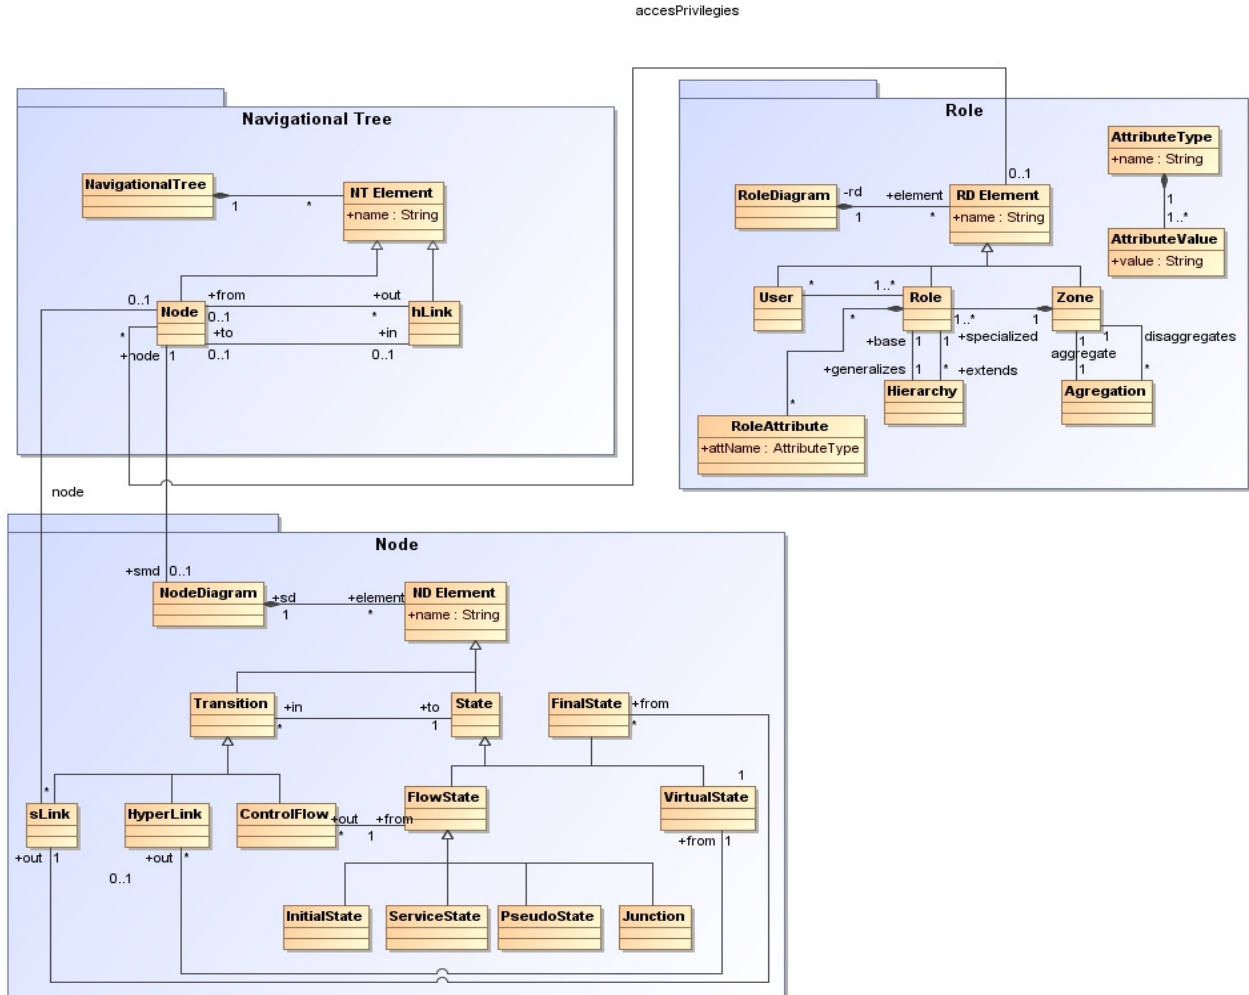 accesPrivilegies
Navigational Tree
NavigationalTree
1
*
NT Element
+name : String
0..1
Node
+from
0..1
+out
*
hLink
+to
0..1
+in
0..1
*
+node
1
node
Role
AttributeType
+name : String
1
1..*
AttributeValue
+value : String
0..1
RoleDiagram
-rd
1
+element
*
RD Element
+name : String
User
*
1..*
Role
*
1..*
+specialized
1
Zone
+base
1
1
1
aggregate
1
disaggregates
+generalizes
1
*
+extends
1
*
Hierarchy
Agregation
*
RoleAttribute
+attName : AttributeType
Node
+smd
0..1
NodeDiagram
+sd
1
+element
*
ND Element
+name : String
Transition
+in
*
+to
1
State
FinalState
+from
*
1
*
sLink
HyperLink
ControlFlow
+out
*
+from
1
FlowState
VirtualState
+out
1
+out
*
+from
1
0..1
InitialState
ServiceState
PseudoState
Junction